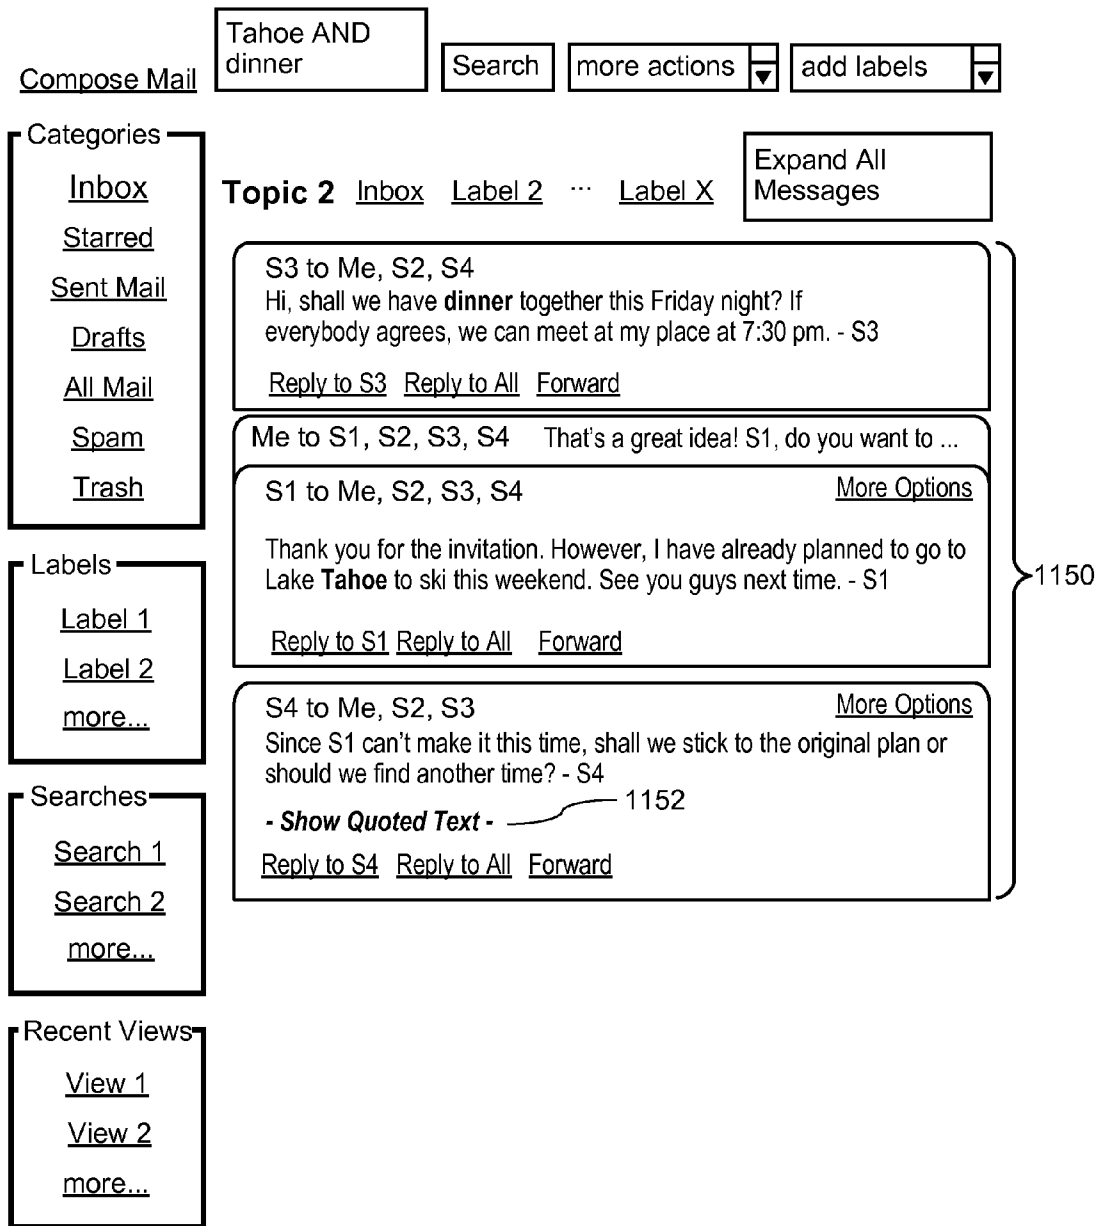 Compose Mail
Tahoe AND
dinner
Search
more actions
add labels
Categories
Inbox
Starred
Sent Mail
Drafts
All Mail
Spam
Trash
Labels
Label 1
Label 2
more...
Searches
Search 1
Search 2
more...
Recent Views
View 1
View 2
more...
Topic 2 Inbox Label 2 ... Label X
Expand All
Messages
S3 to Me, S2, S4
Hi, shall we have dinner together this Friday night? If
everybody agrees, we can meet at my place at 7:30 pm. - S3
Reply to S3 Reply to All Forward
Me to S1, S2, S3, S4 That's a great idea! S1, do you want to ...
S1 to Me, S2, S3, S4 More Options
Thank you for the invitation. However, I have already planned to go to
Lake Tahoe to ski this weekend. See you guys next time. - S1
Reply to S1 Reply to All Forward
S4 to Me, S2, S3 More Options
Since S1 can't make it this time, shall we stick to the original plan or
should we find another time? - S4
- Show Quoted Text -
1152
Reply to S4 Reply to All Forward
1150